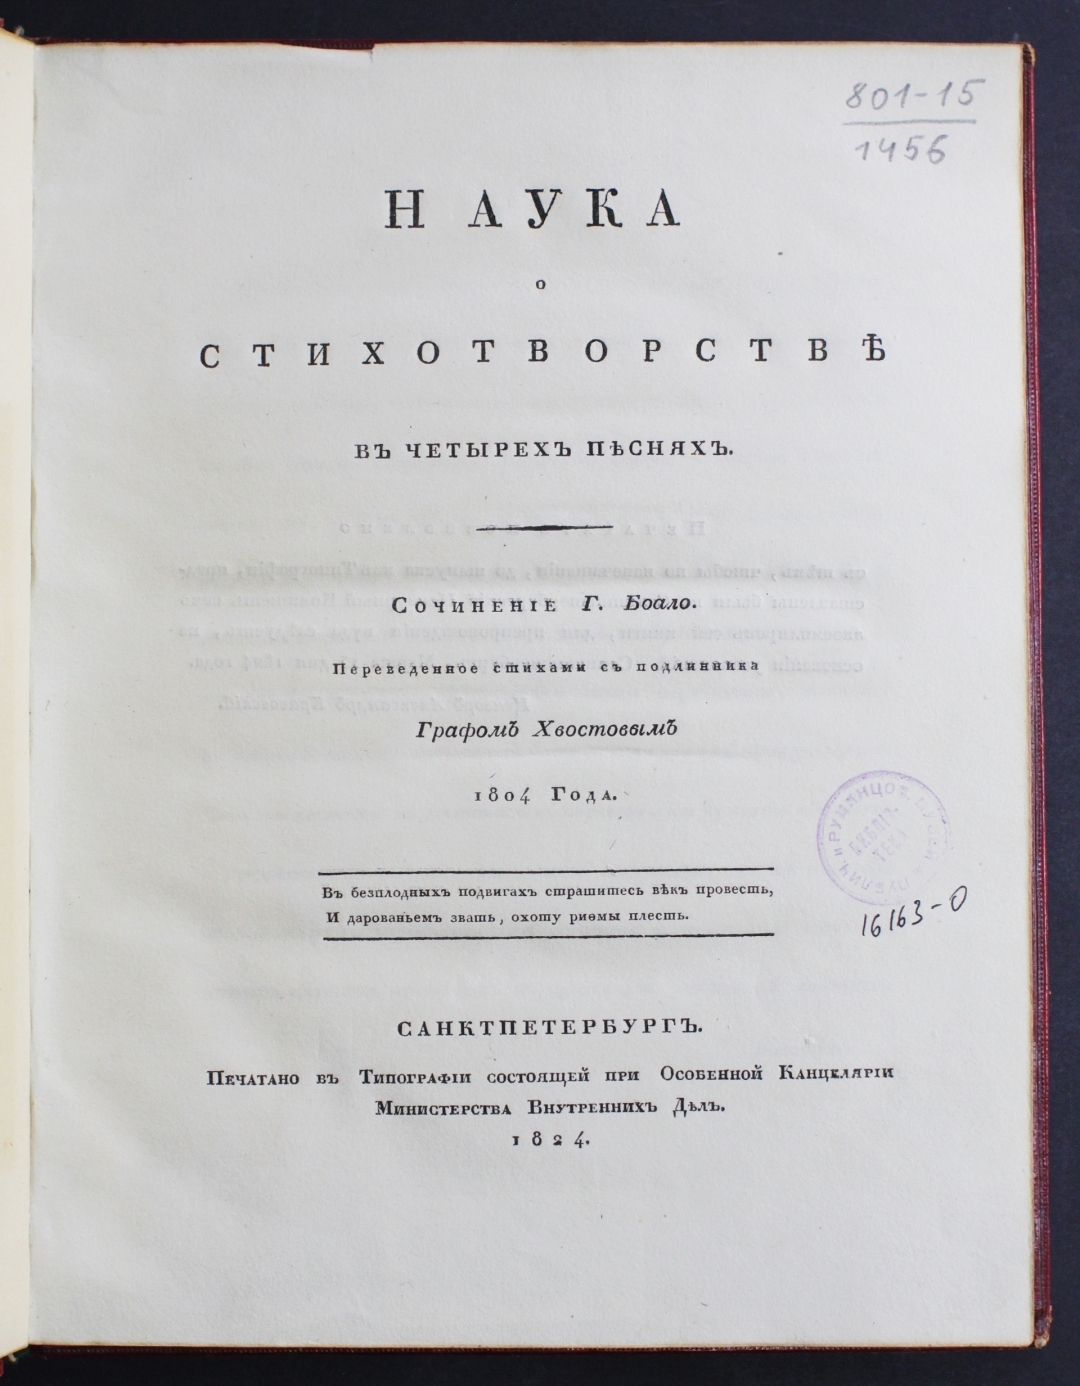 801-15
1456
НАУКА
О
СТИХОТВОРСТВѢ
ВЪ ЧЕТЫРЕХЪ ПѢСНЯХЪ.
СОЧИНЕНІЕ Г. Боало.
Переведенное стихами съ подлинника
Графомъ Хвостовымъ
1804 ГОДА.
Въ безплодныхъ подвигахъ страшитесь вѣкъ провесть,
И дарованьемъ звать, охоту риѳмы плесть.
16163-0
САНКТПЕТЕРБУРГЪ.
Печатано въ Типографіи состоящей при Особенной Канцеляріи
Министерства Внутреннихъ Дѣлъ.
1824.